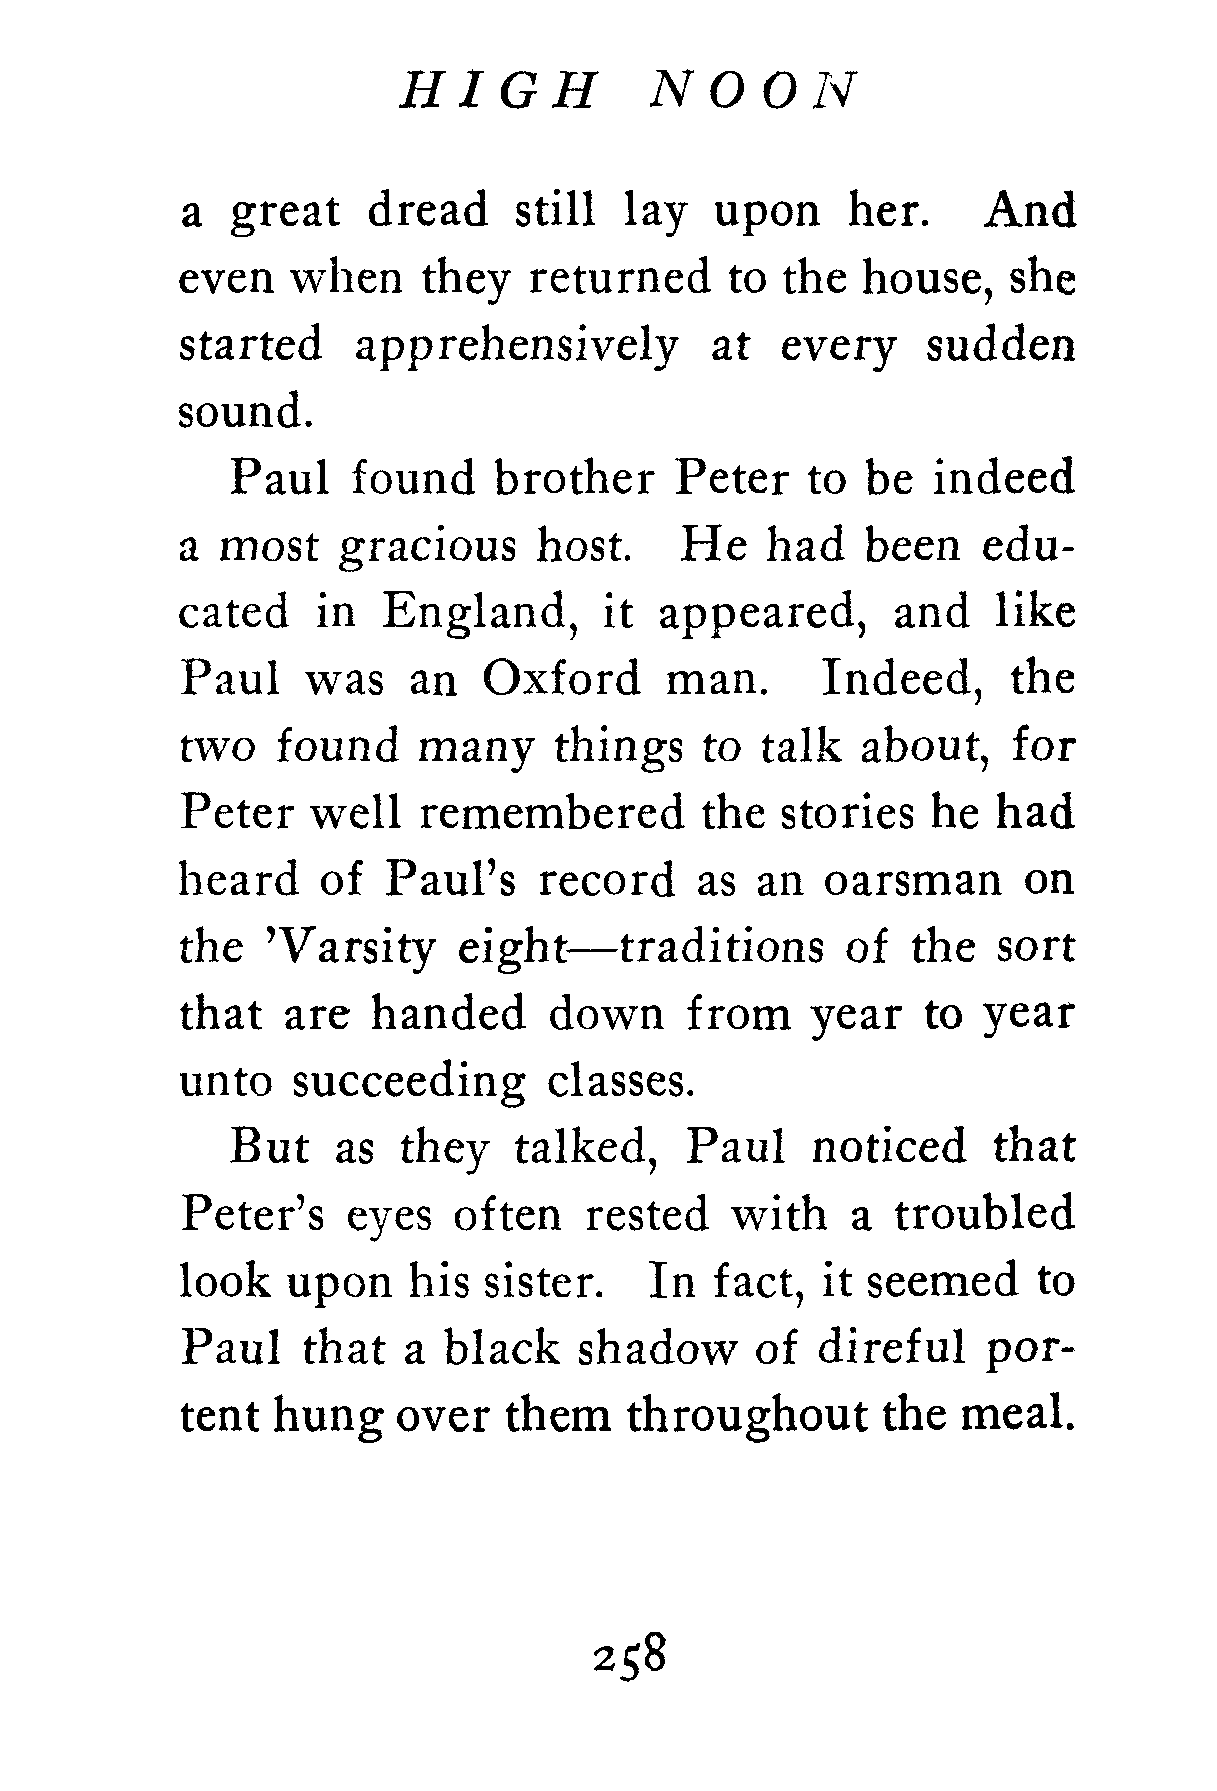 HIGH NOON
a great dread still lay upon her. And
even when they returned to the house, she
started apprehensively at every sudden
sound.
Paul found brother Peter to be indeed
a most gracious host. He had been edu-
cated in England, it appeared, and like
Paul was an Oxford man. Indeed, the
two found many things to talk about, for
Peter well remembered the stories he had
heard of Paul's record as an oarsman on
the 'Varsity eight—traditions of the sort
that are handed down from year to year
unto succeeding classes.
But as they talked, Paul noticed that
Peter's eyes often rested with a troubled
look upon his sister. In fact, it seemed to
Paul that a black shadow of direful por-
tent hung over them throughout the meal.
258